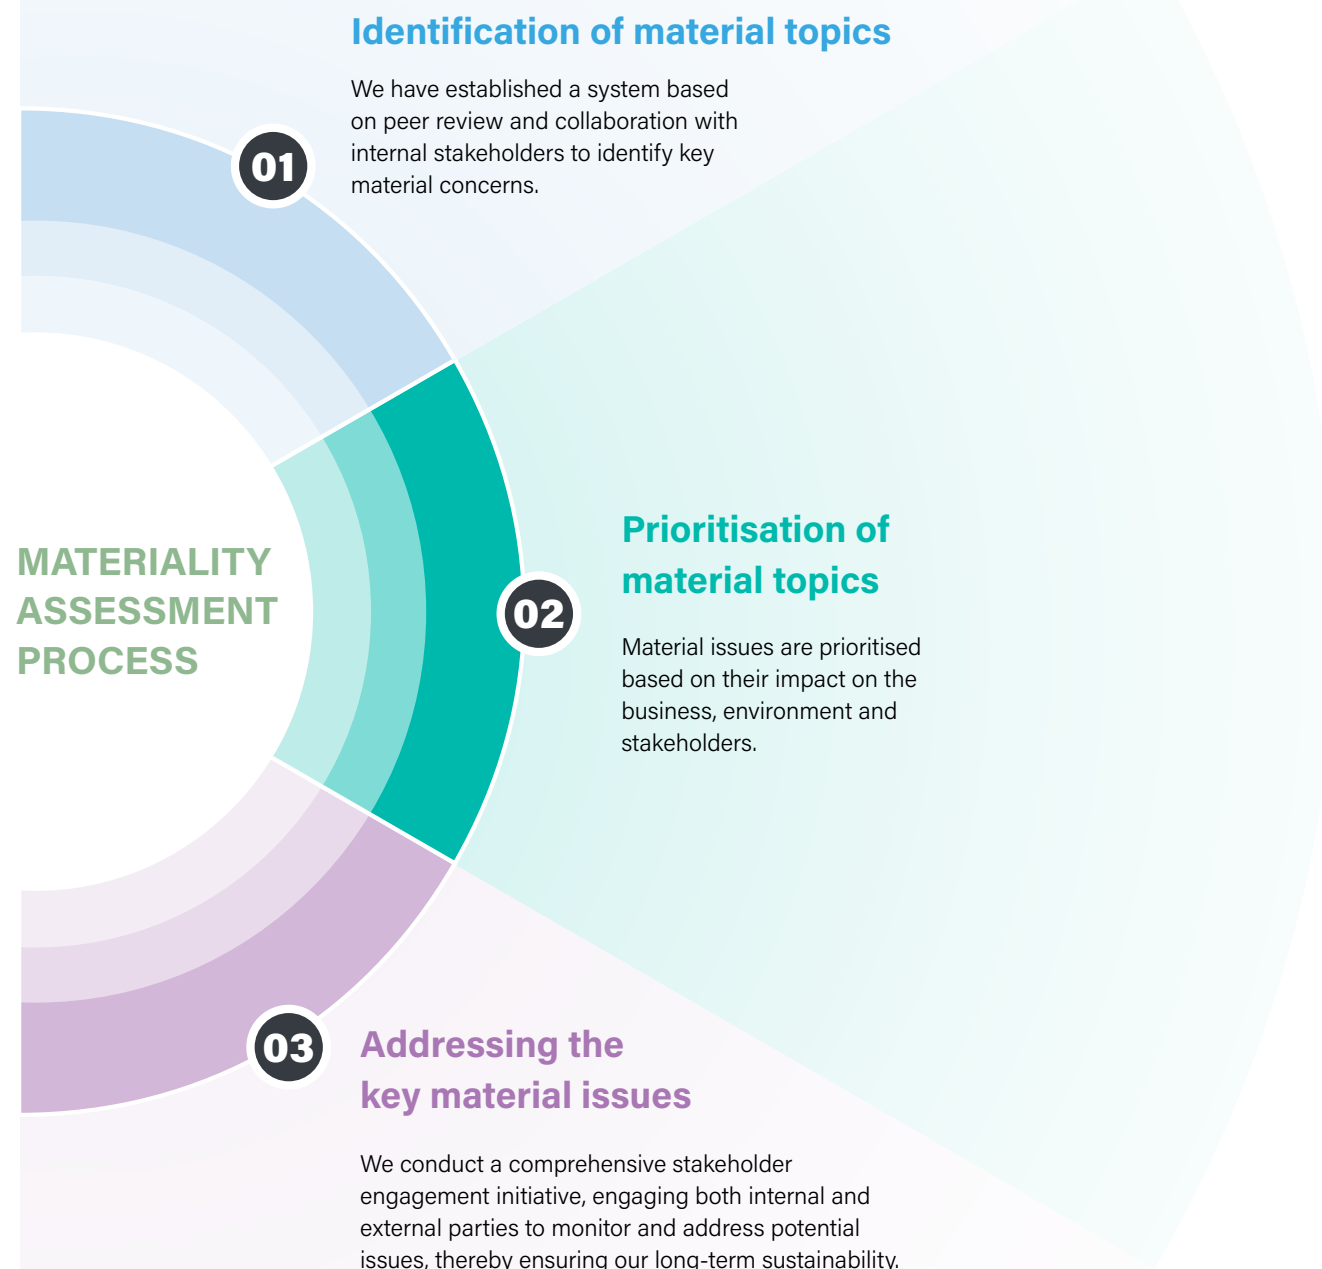 Identification of material topics
We have established a system based
on peer review and collaboration with
internal stakeholders to identify key
material concerns.
01
MATERIALITY
ASSESSMENT
PROCESS
02
Prioritisation of
material topics
Material issues are prioritised
based on their impact on the
business, environment and
stakeholders.
03
Addressing the
key material issues
We conduct a comprehensive stakeholder
engagement initiative, engaging both internal and
external parties to monitor and address potential
issues, thereby ensuring our long-term sustainability.